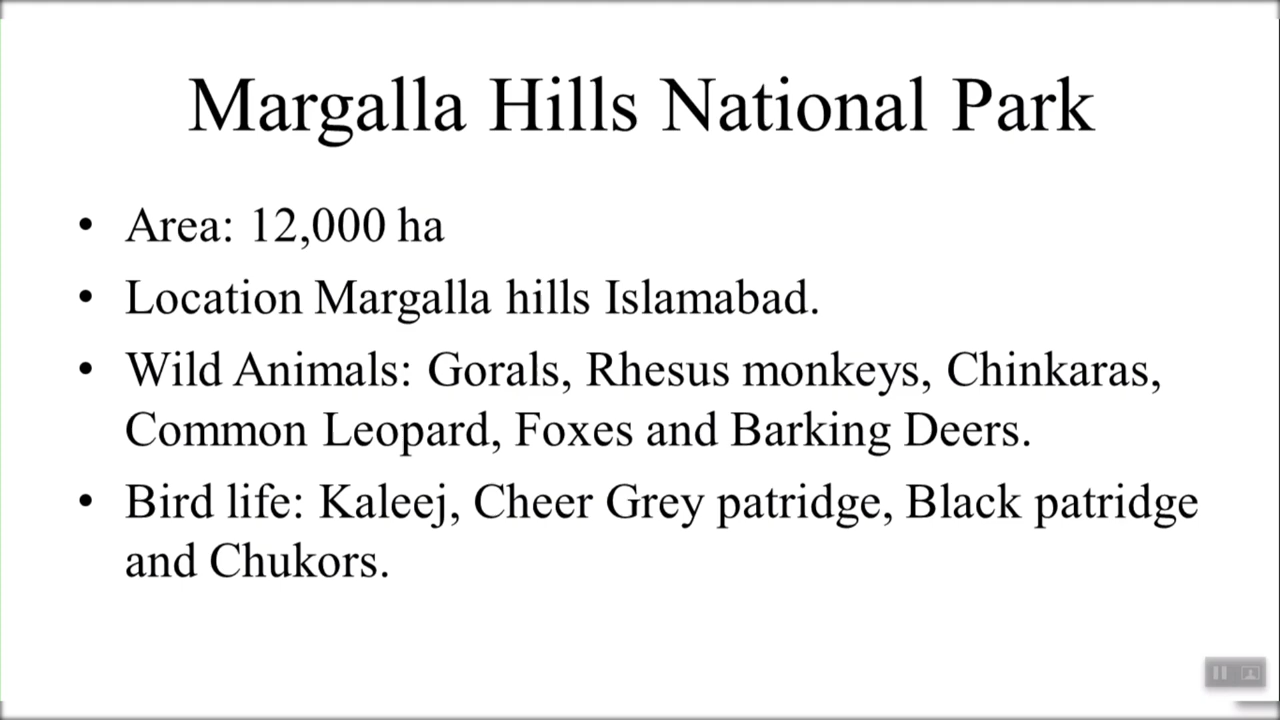 Margalla Hills National Park
• Area: 12,000 ha
• Location Margalla hills Islamabad.
• Wild Animals: Gorals, Rhesus monkeys, Chinkaras,
Common Leopard, Foxes and Barking Deers.
• Bird life: Kaleej, Cheer Grey patridge, Black patridge
and Chukors.